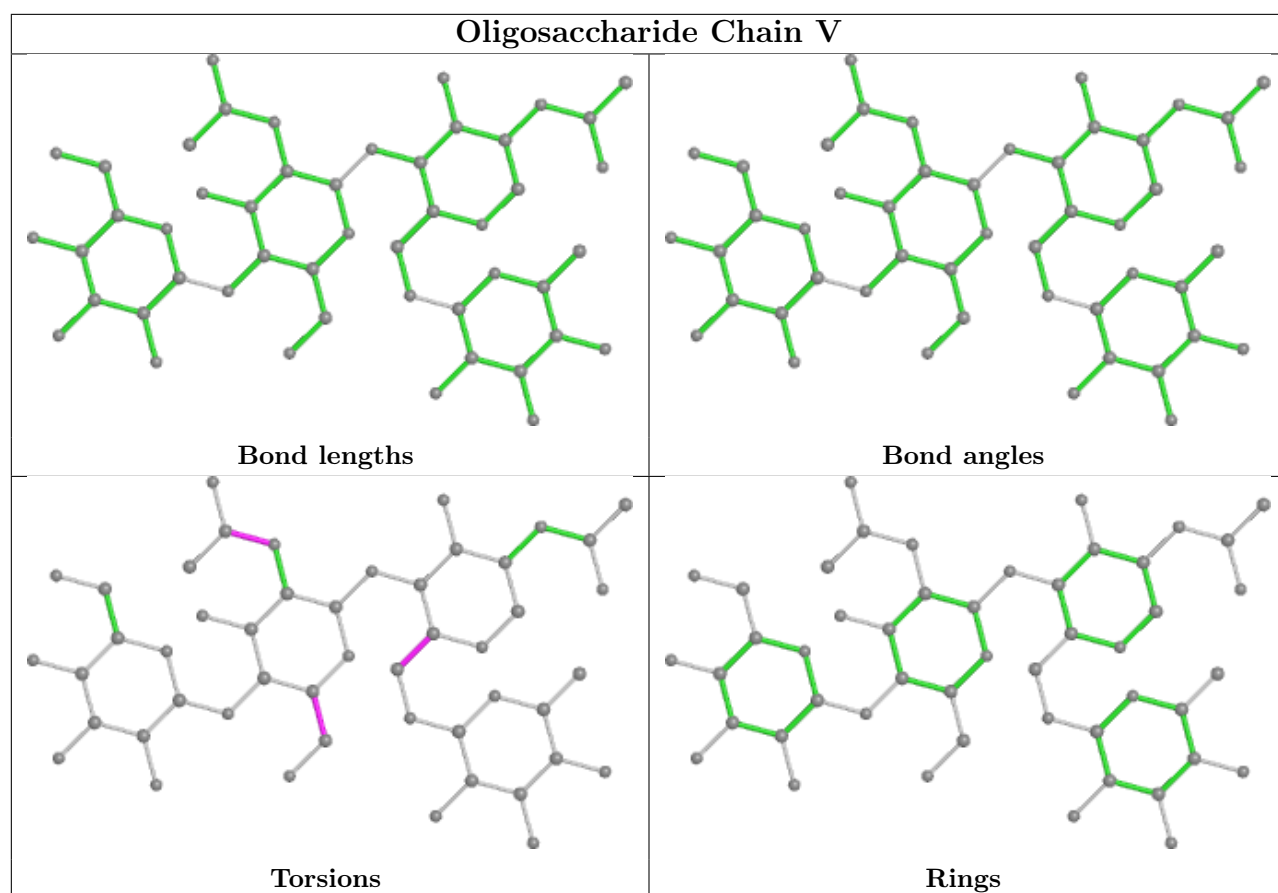 Oligosaccharide Chain V
Bond lengths
Bond angles
Torsions
Rings